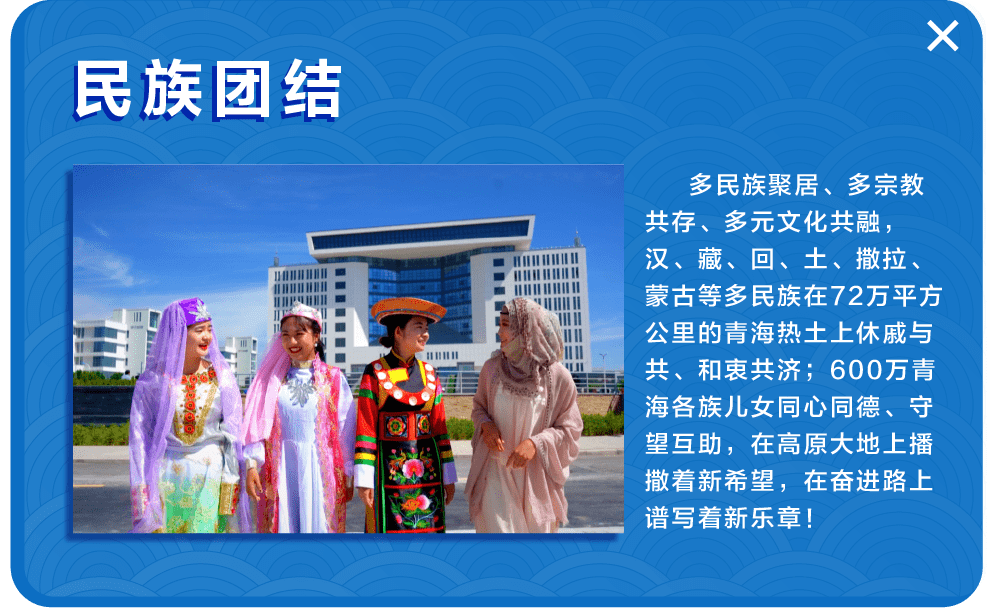 民族团结
多民族聚居、多宗教
共存、多元文化共融，
汉、藏、回、土、撒拉、
蒙古等多民族在72万平方
公里的青海热土上休戚与
共、和衷共济；600万青
海各族儿女同心同德、守
望互助，在高原大地上播
撒着新希望，在奋进路上
谱写着新乐章！